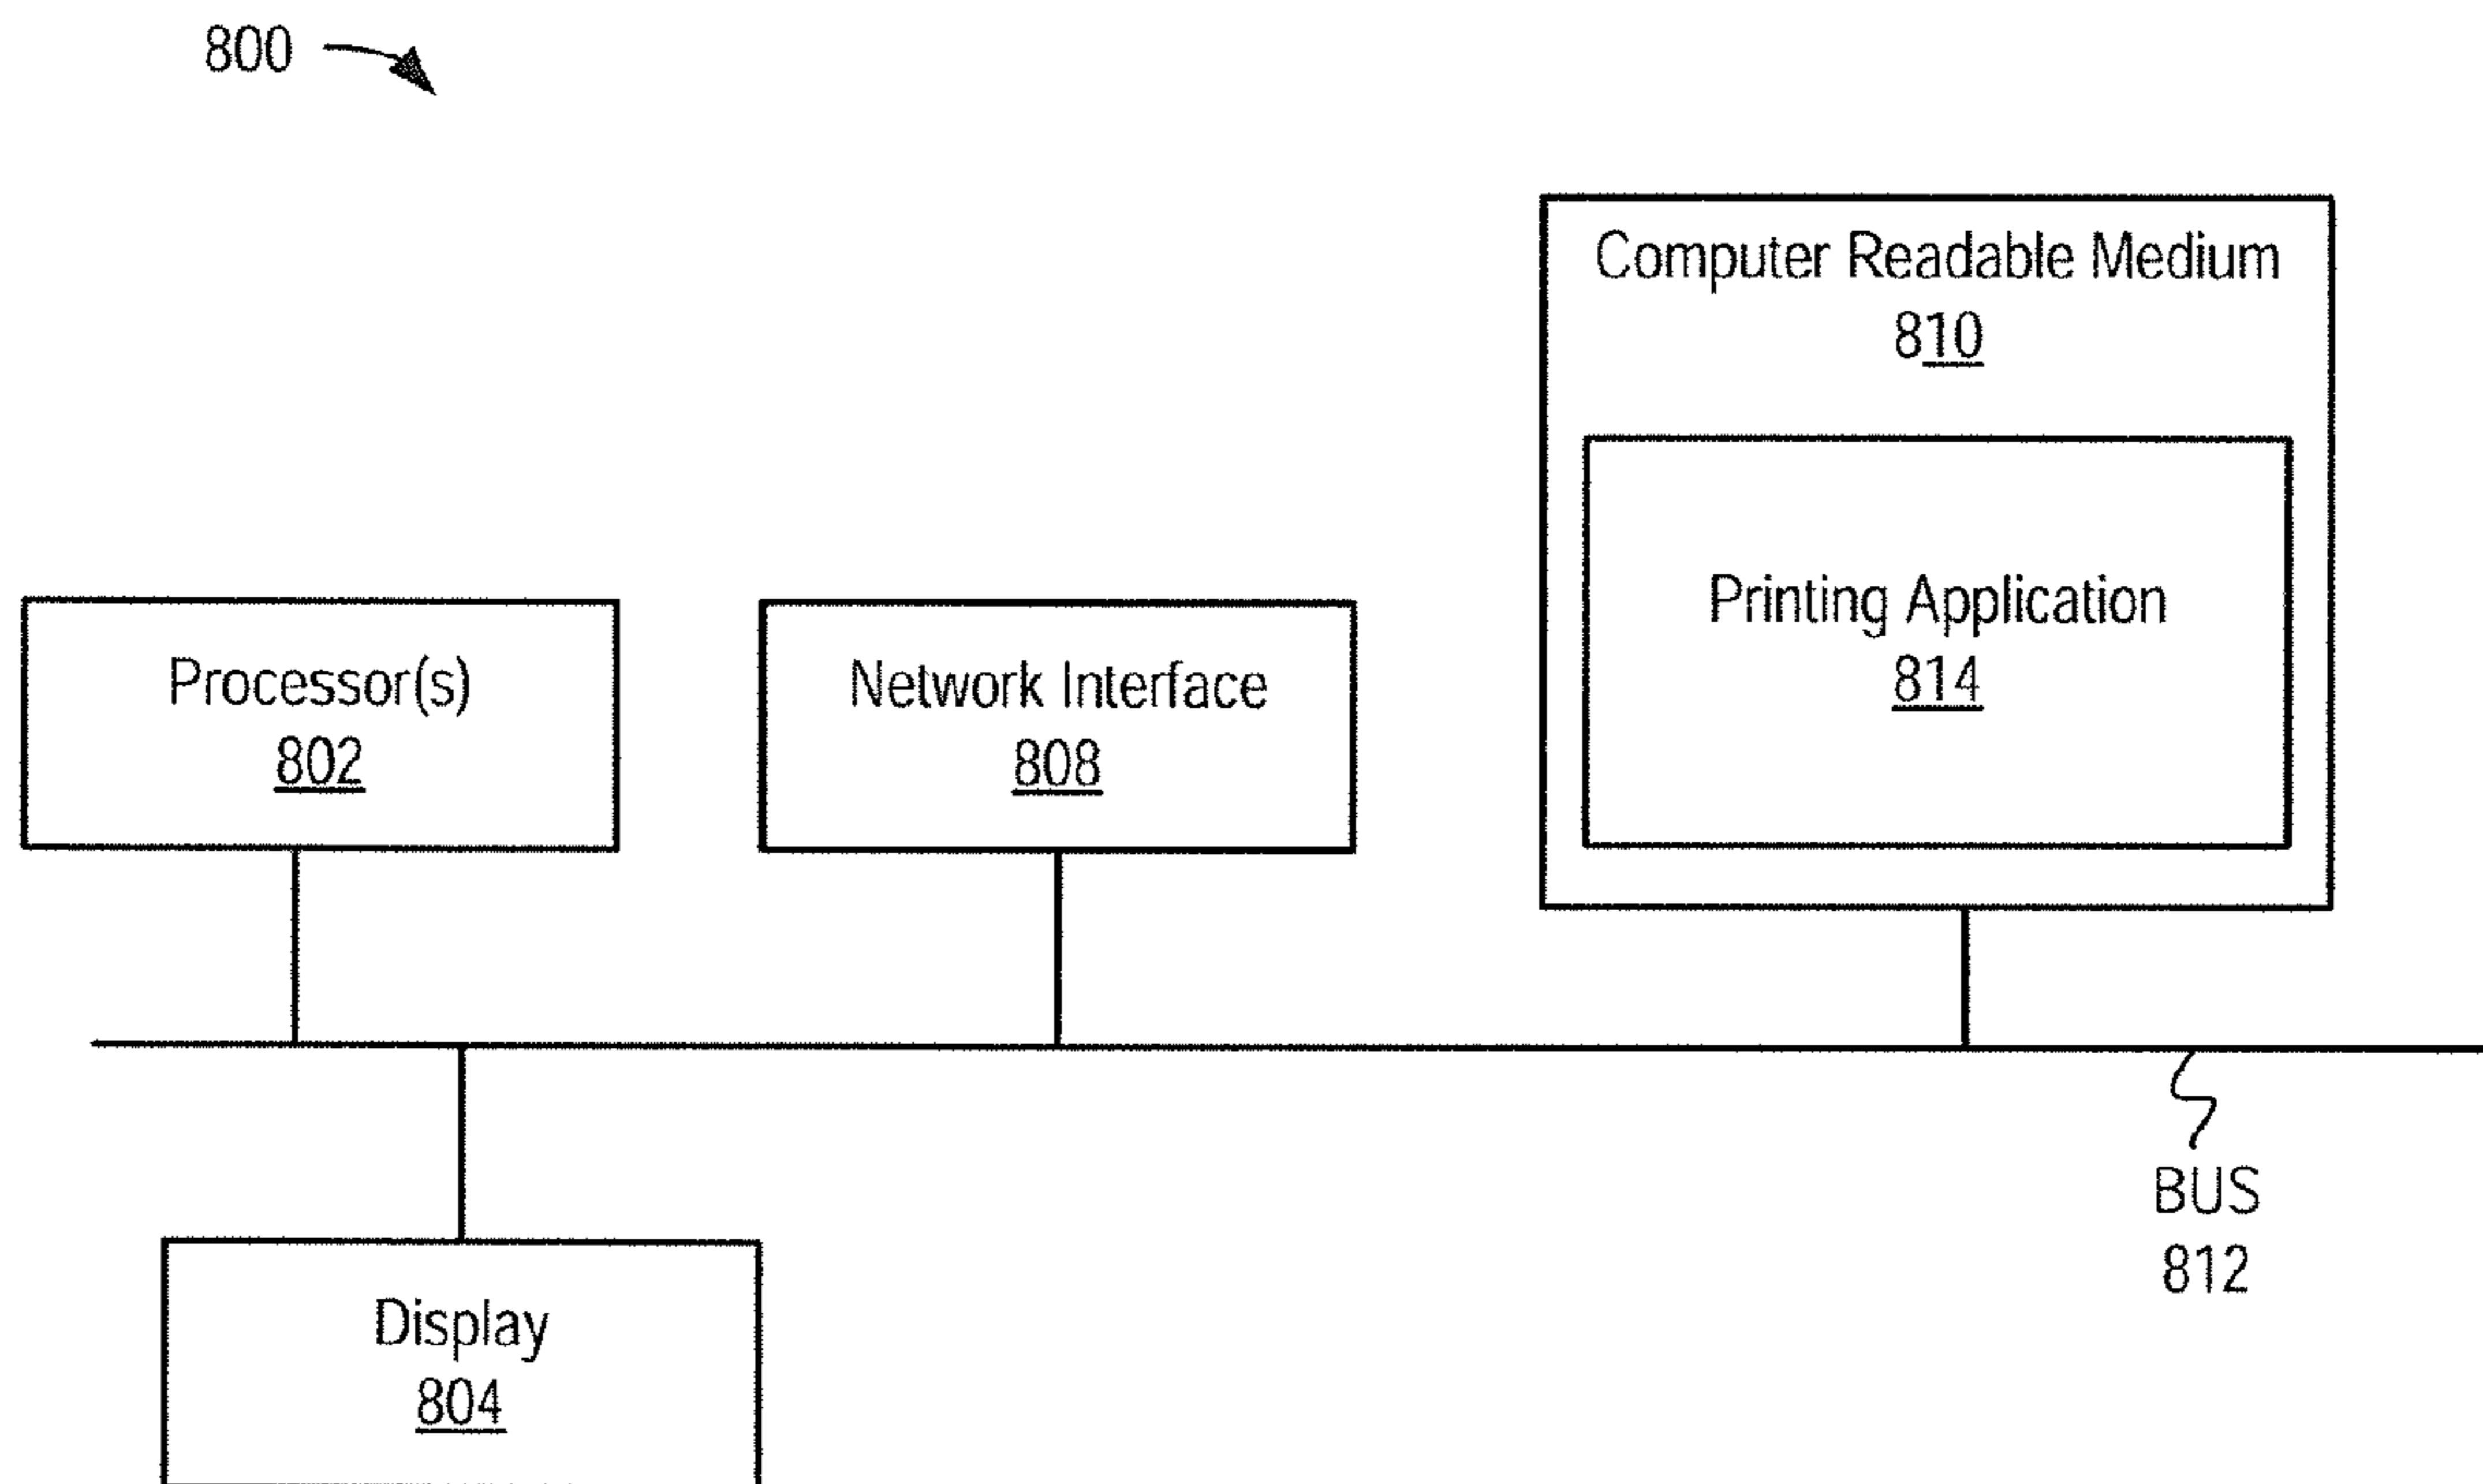 800
Computer Readable Medium
810
Printing Application
814
Processor(s)
802
Network Interface
808
BUS
812
Display
804